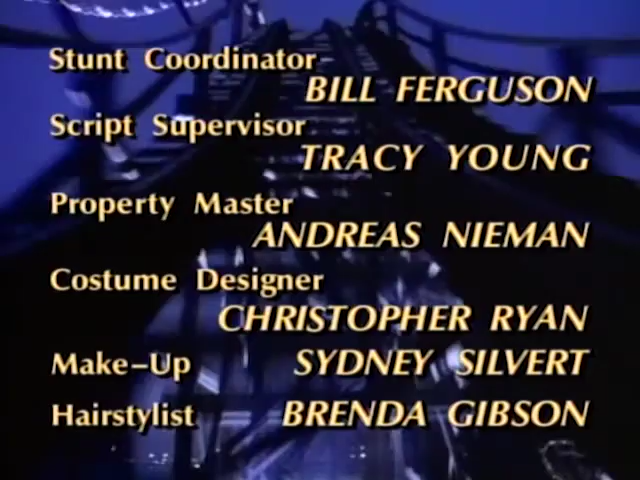 Stunt Coordinator
BILL FERGUSON
Script Supervisor
TRACY YOUNG
Property Master
ANDREAS NIEMAN
Costume Designer
CHRISTOPHER RYAN
Make-Up SYDNEY SILVERT
Hairstylist BRENDA GIBSON